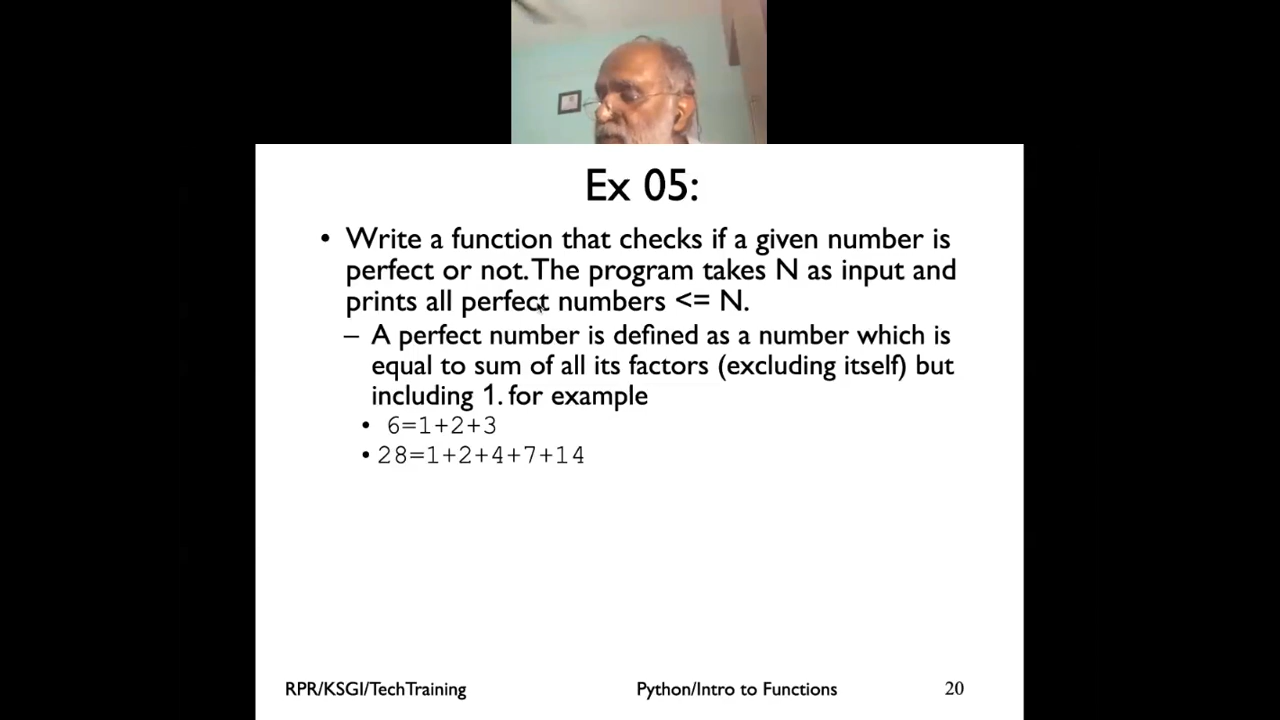 Ex 05:
• Write a function that checks if a given number is
perfect or not. The program takes N as input and
prints all perfect numbers <= N.
– A perfect number is defined as a number which is
equal to sum of all its factors (excluding itself) but
including 1. for example
• 6=1+2+3
• 28=1+2+4+7+14
RPR/KSGI/TechTraining
Python/Intro to Functions
20